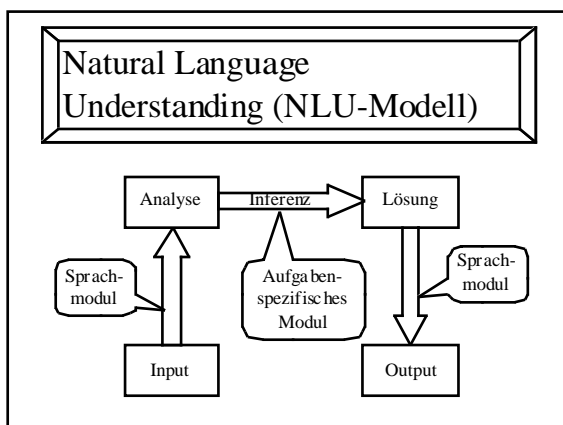 Natural Language
Understanding (NLU-Modell)
Analyse
Inferenz
Lösung
Sprach-
modul
Aufgaben-
spezifisches
Modul
Sprach-
modul
Input
Output